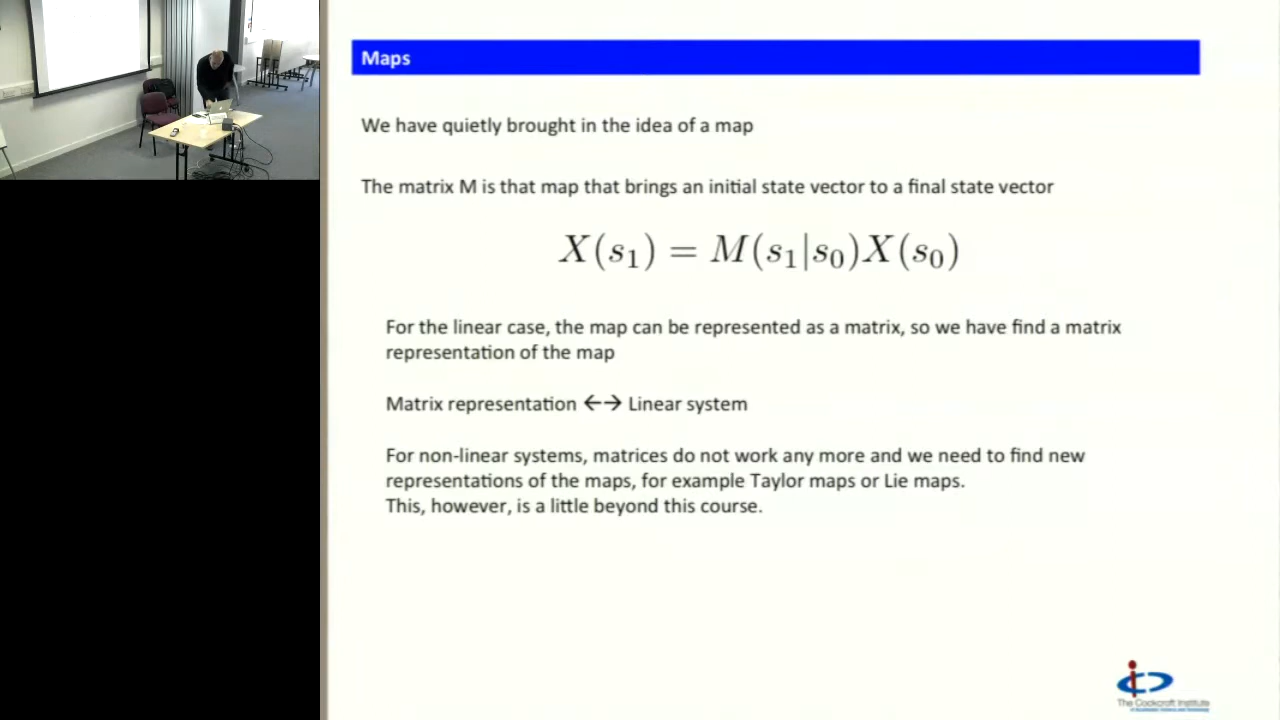 Maps
We have quietly brought in the idea of a map
The matrix M is that map that brings an initial state vector to a final state vector
X(s₁) = M(s₁|s₀)X(s₀)
For the linear case, the map can be represented as a matrix, so we have find a matrix
representation of the map
Matrix representation ←→ Linear system
For non-linear systems, matrices do not work any more and we need to find new
representations of the maps, for example Taylor maps or Lie maps.
This, however, is a little beyond this course.
The Cockcroft Institute